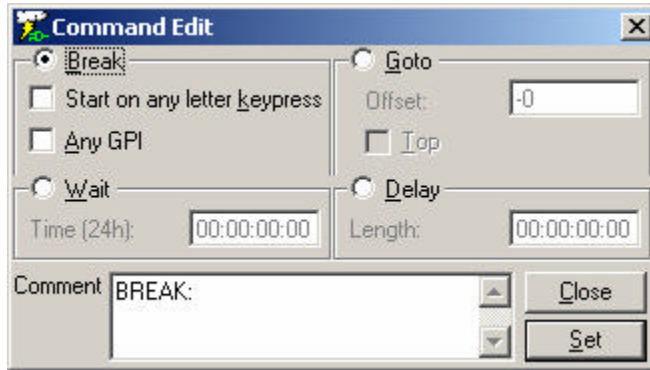 Command Edit
Break
Goto
Start on any letter keypress
Offset: -0
Any GPI
Top
Wait
Delay
Time (24h): 00:00:00:00
Length: 00:00:00:00
Comment BREAK:
Close
Set